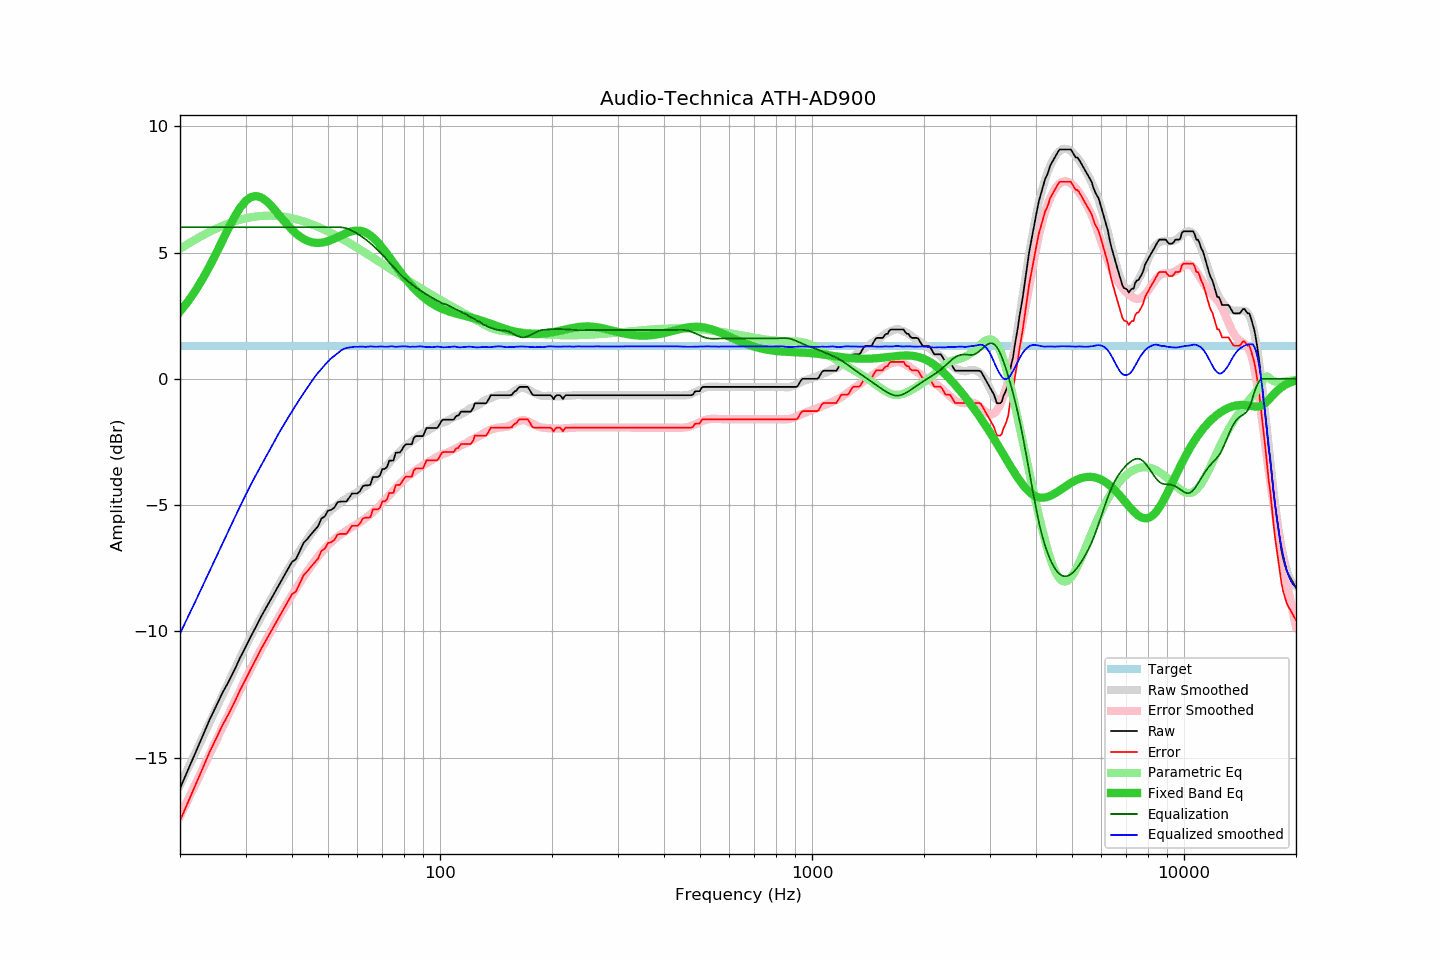 Audio-Technica ATH-AD900
10
5
0
−5
−10
−15
Amplitude (dBr)
100
1000
10000
Frequency (Hz)
Target
Raw Smoothed
Error Smoothed
Raw
Error
Parametric Eq
Fixed Band Eq
Equalization
Equalized smoothed